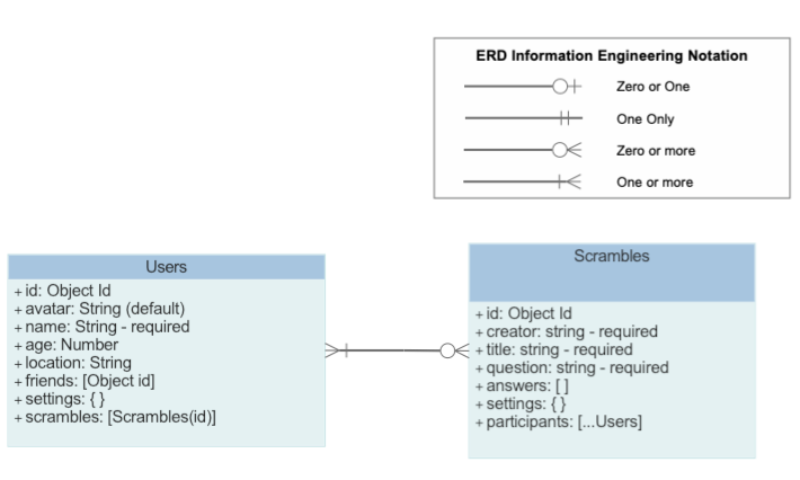 ERD Information Engineering Notation
Zero or One
One Only
Zero or more
One or more
Users
+ id: Object Id
+ avatar: String (default)
+ name: String - required
+ age: Number
+ location: String
+ friends: [Object id]
+ settings: { }
+ scrambles: [Scrambles(id)]
Scrambles
+ id: Object Id
+ creator: string - required
+ title: string - required
+ question: string - required
+ answers: [ ]
+ settings: { }
+ participants: [...Users]